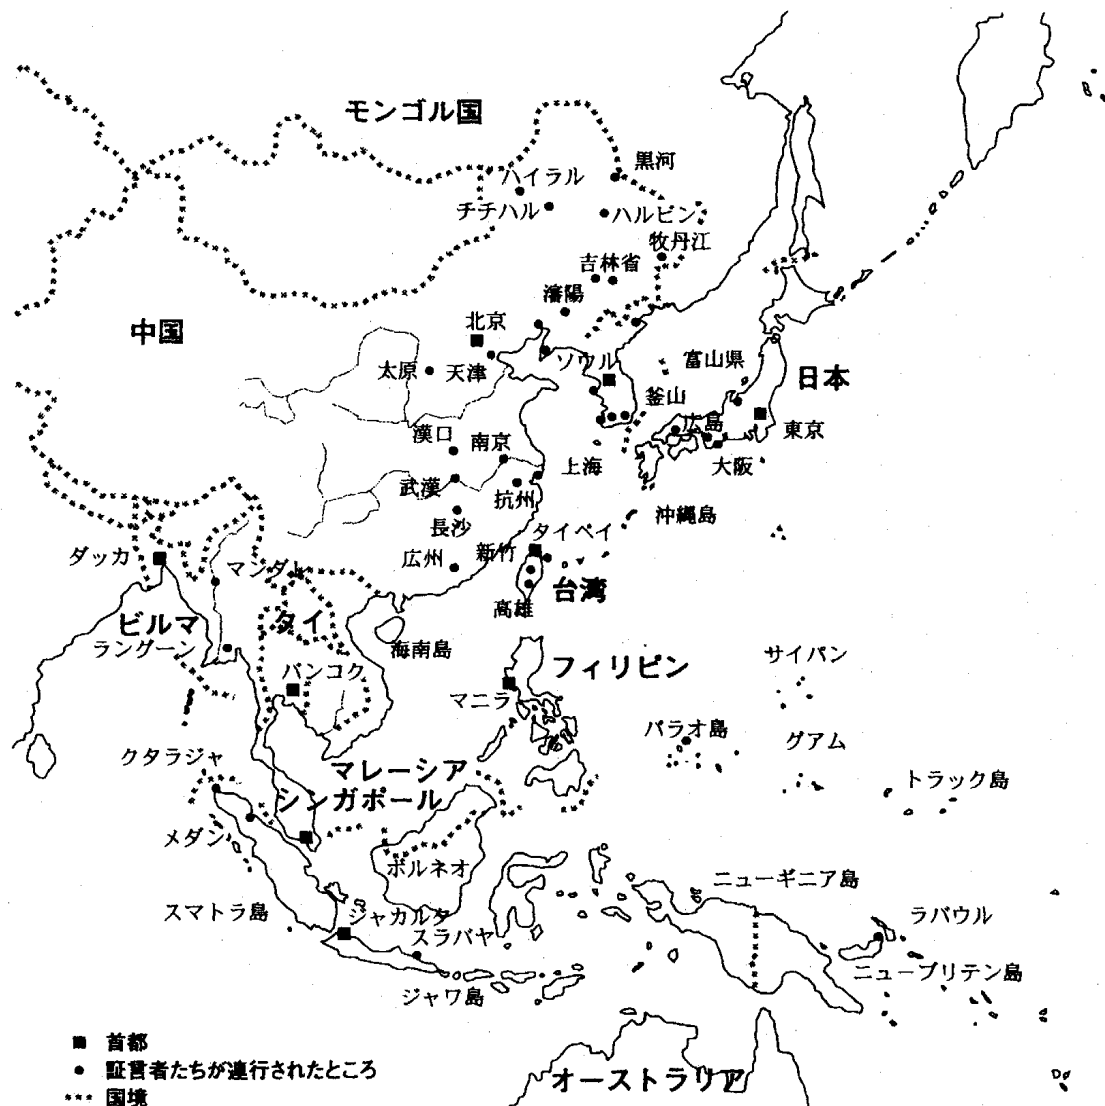 モンゴル国
黒河
ハイラル
チチハル
ハルビン
牡丹江
吉林省
瀋陽
中国
北京
太原
天津
ソウル
富山県
日本
釜山
広島
東京
大阪
漢口
南京
上海
武漢
杭州
長沙
沖縄島
タイペイ
広州
新竹
台湾
高雄
ダッカ
マンダレ
ビルマ
タイ
ラングーン
海南島
バンコク
フィリピン
マニラ
サイパン
パラオ島
グアム
トラック島
クタラジャ
マレーシア
シンガポール
メダン
ボルネオ
スマトラ島
ジャカルタ
スラバヤ
ジャワ島
ニューギニア島
ラバウル
ニューブリテン島
オーストラリア
■ 首都
● 証言者たちが連行されたところ
××× 国境